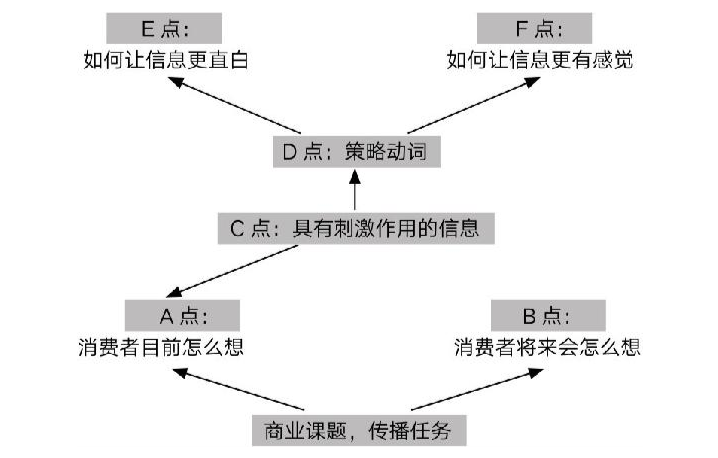 E 点：
如何让信息更直白
F 点：
如何让信息更有感觉
D 点：策略动词
C 点：具有刺激作用的信息
A 点：
消费者目前怎么想
B 点：
消费者将来会怎么想
商业课题，传播任务